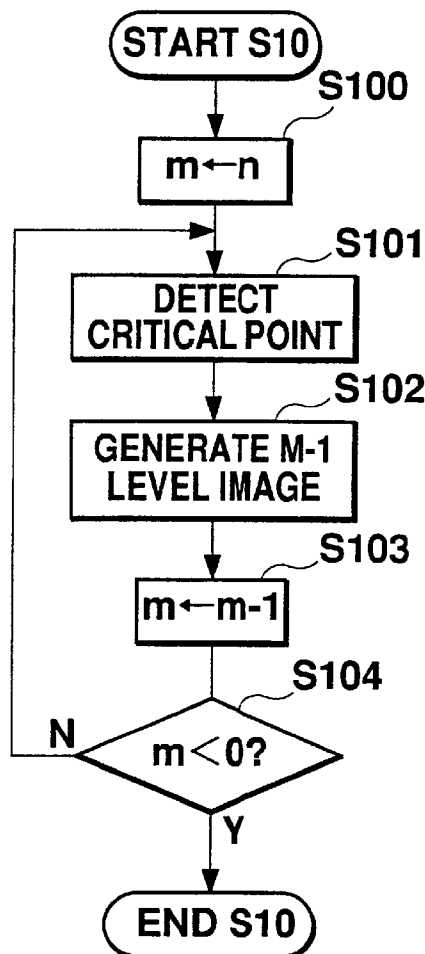 START S10
S100
m←n
S101
DETECT
CRITICAL POINT
S102
GENERATE M-1
LEVEL IMAGE
S103
m←m-1
S104
N
m<0?
Y
END S10